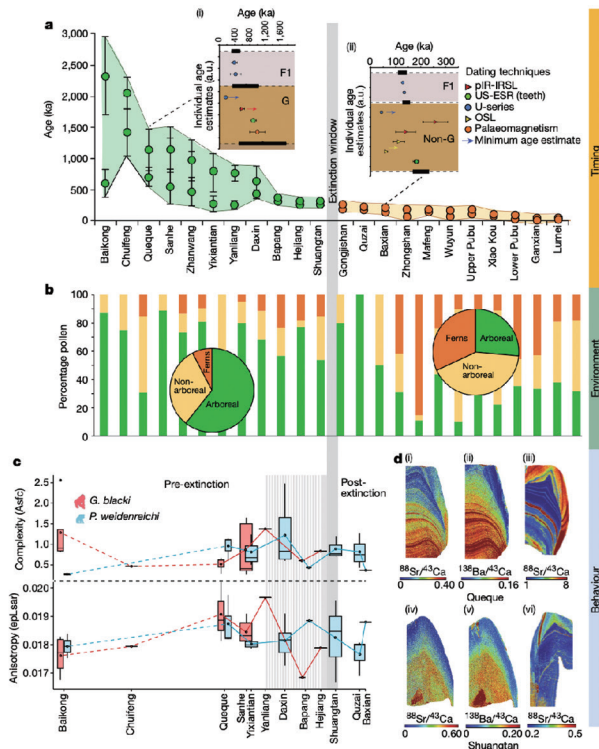 a
(i)
Age (ka)
0 400 800 1,200 1,600
Individual age
estimates (a.u.)
F1
G
(ii)
Age (ka)
0 100 200 300
Individual age
estimates (a.u.)
F1
Non-G
Dating techniques
pIR-IRSL
US-ESR (teeth)
U-series
OSL
Palaeomagnetism
Minimum age estimate
Age (ka)
3,000
2,500
2,000
1,500
1,000
500
0
Extinction window
Timing
Baikong
Chuifeng
Queque
Sanhe
Zhanwang
Yixiantian
Yanliang
Daxin
Bapang
Hejiang
Shuangtan
Gongjishan
Quzai
Baxian
Zhongshan
Mafeng
Wuyun
Upper Pubu
Xiao Kou
Lower Pubu
Ganxian
Lumei
b
Percentage pollen
100
80
60
40
20
0
Ferns
Non-
arboreal
Arboreal
Ferns
Arboreal
Non-
arboreal
Environment
c
G. blacki
P. weidenreichi
Pre-extinction
Post-
extinction
Complexity (Asfc)
2.5
2.0
1.5
1.0
0.5
Anisotropy (epLsar)
0.020
0.019
0.018
0.017
Baikong
Chuifong
Quoque
Sanhe
Yixiantian
Yanliang
Daxin
Bapang
Hejiang
Shuangtan
Quzai
Baxian
d
(i)
(ii)
(iii)
88Sr/43Ca
138Ba/43Ca
88Sr/43Ca
0 0.40
0 0.16
1 8
Queque
(iv)
(v)
(vi)
88Sr/43Ca
138Ba/43Ca
88Sr/43Ca
0 0.60
0 0.20
0.2 0.5
Shuangtan
Behaviour